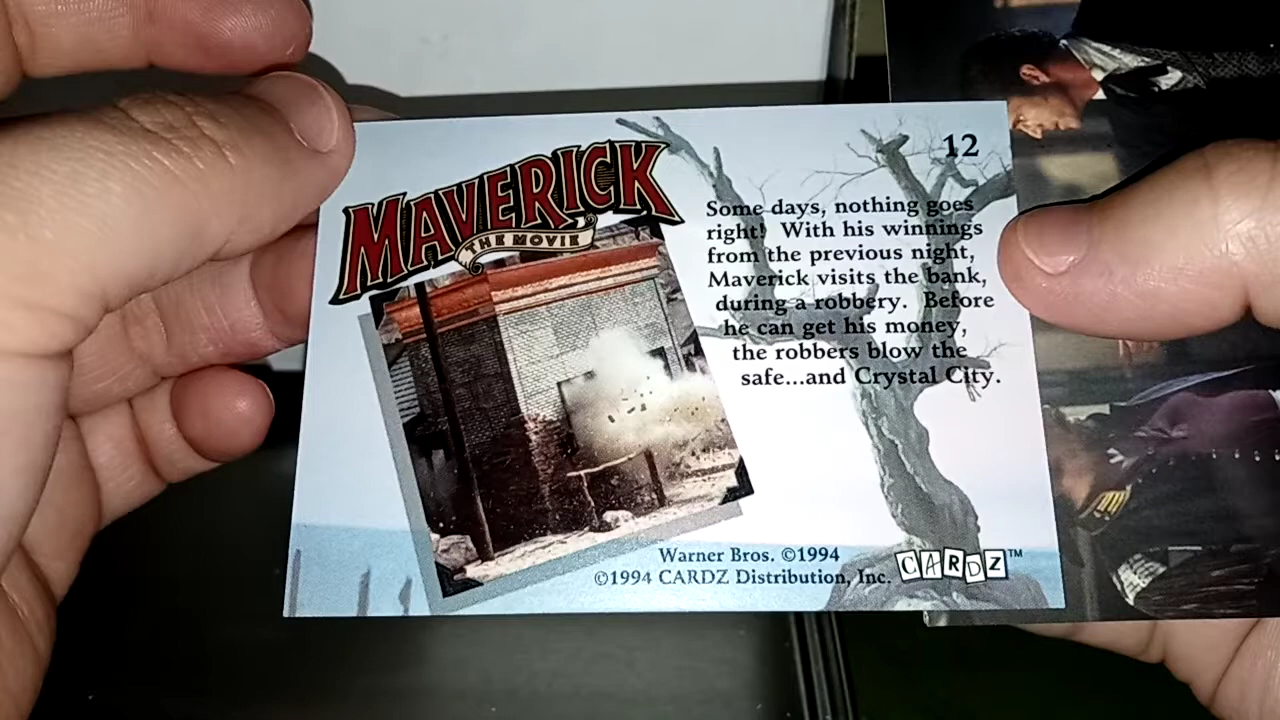 MAVERICK
THE MOVIE
12
Some days, nothing goes
right! With his winnings
from the previous night,
Maverick visits the bank,
during a robbery. Before
he can get his money,
the robbers blow the
safe...and Crystal City.
Warner Bros. ©1994
©1994 CARDZ Distribution, Inc.
CARDZ™